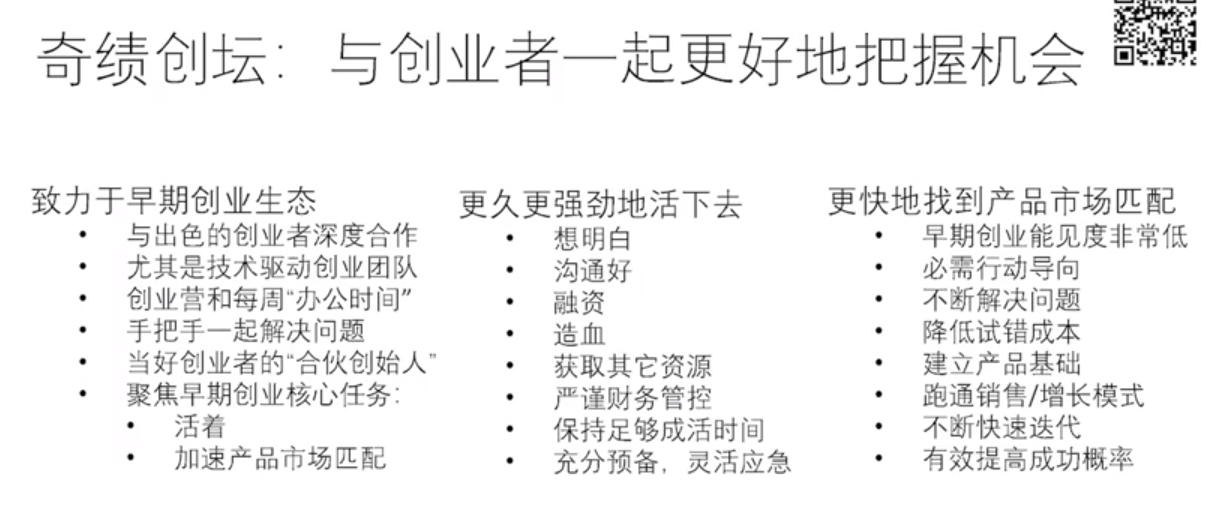 奇绩创坛：与创业者一起更好地把握机会
致力于早期创业生态
• 与出色的创业者深度合作
• 尤其是技术驱动创业团队
• 创业营和每周“办公时间”
• 手把手一起解决问题
• 当好创业者的“合伙创始人”
• 聚焦早期创业核心任务：
• 活着
• 加速产品市场匹配
更久更强劲地活下去
• 想明白
• 沟通好
• 融资
• 造血
• 获取其它资源
• 严谨财务管控
• 保持足够成活时间
• 充分预备，灵活应急
更快地找到产品市场匹配
• 早期创业能见度非常低
• 必需行动导向
• 不断解决问题
• 降低试错成本
• 建立产品基础
• 跑通销售/增长模式
• 不断快速迭代
• 有效提高成功概率